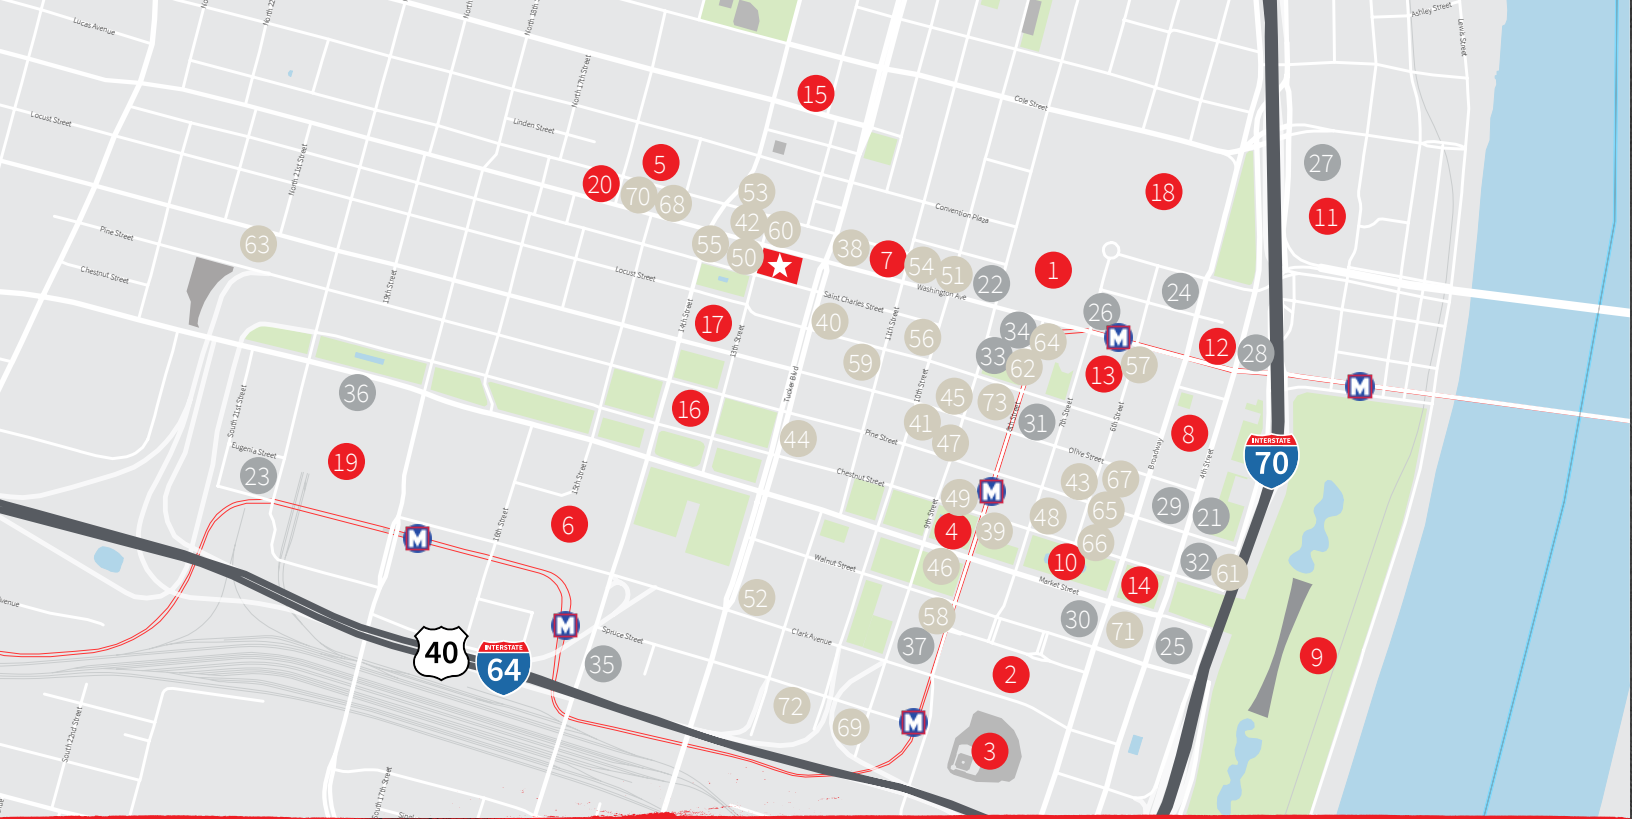 Lucas Avenue
North 18th Street
Ashley Street
Lewis Street
North 17th Street
15
Cole Street
Locust Street
Linden Street
North 21st Street
5
27
20
70
68
53
18
42
60
Convention Plaza
11
Pine Street
63
55
50
38
7
54
51
22
1
Chestnut Street
19th Street
Locust Street
Washington Ave
24
Saint Charles Street
14th Street
17
13th Street
40
11th Street
56
26
34
64
M
33
62
13
57
12
28
59
36
Tucker Blvd
10th Street
M
South 21st Street
16
45
73
8th Street
31
7th Street
6th Street
41
47
Pine Street
44
8
Broadway
4th Street
Olive Street
INTERSTATE
70
Eugenia Street
23
19
15th Street
Chestnut Street
43
67
49
M
9th Street
48
65
29
21
16th Street
6
4
39
66
M
46
10
Walnut Street
Market Street
14
32
61
52
58
30
71
25
Spruce Street
M
Clark Avenue
37
40
INTERSTATE
64
35
2
9
72
69
M
3
South 22nd Street
South 17th Street